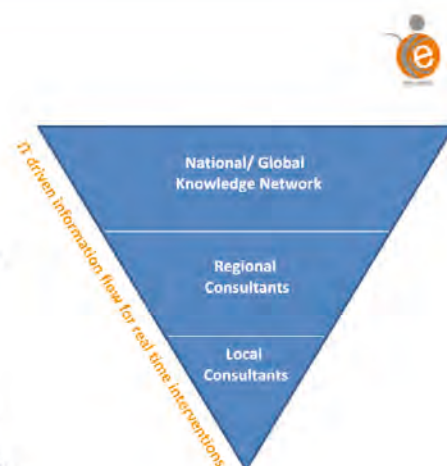 e
National/ Global
Knowledge Network
IT driven information flow for real time interventions
Regional
Consultants
Local
Consultants